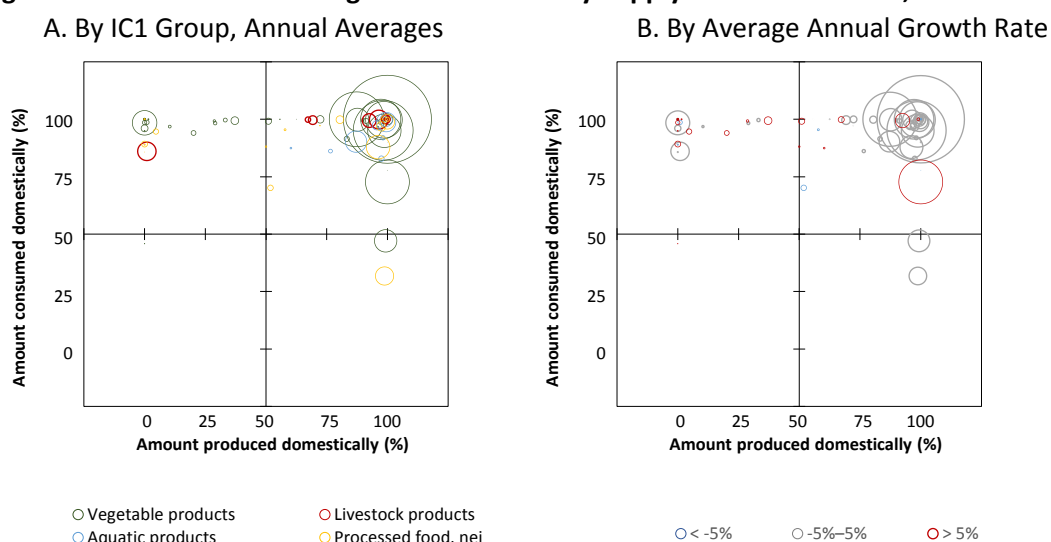 A. By IC1 Group, Annual Averages
Amount consumed domestically (%)
100
75
50
25
0
0 25 50 75 100
Amount produced domestically (%)
Vegetable products
Livestock products
Aquatic products
Processed food, nei
B. By Average Annual Growth Rate
Amount consumed domestically (%)
100
75
50
25
0
0 25 50 75 100
Amount produced domestically (%)
< -5%
-5%–5%
> 5%